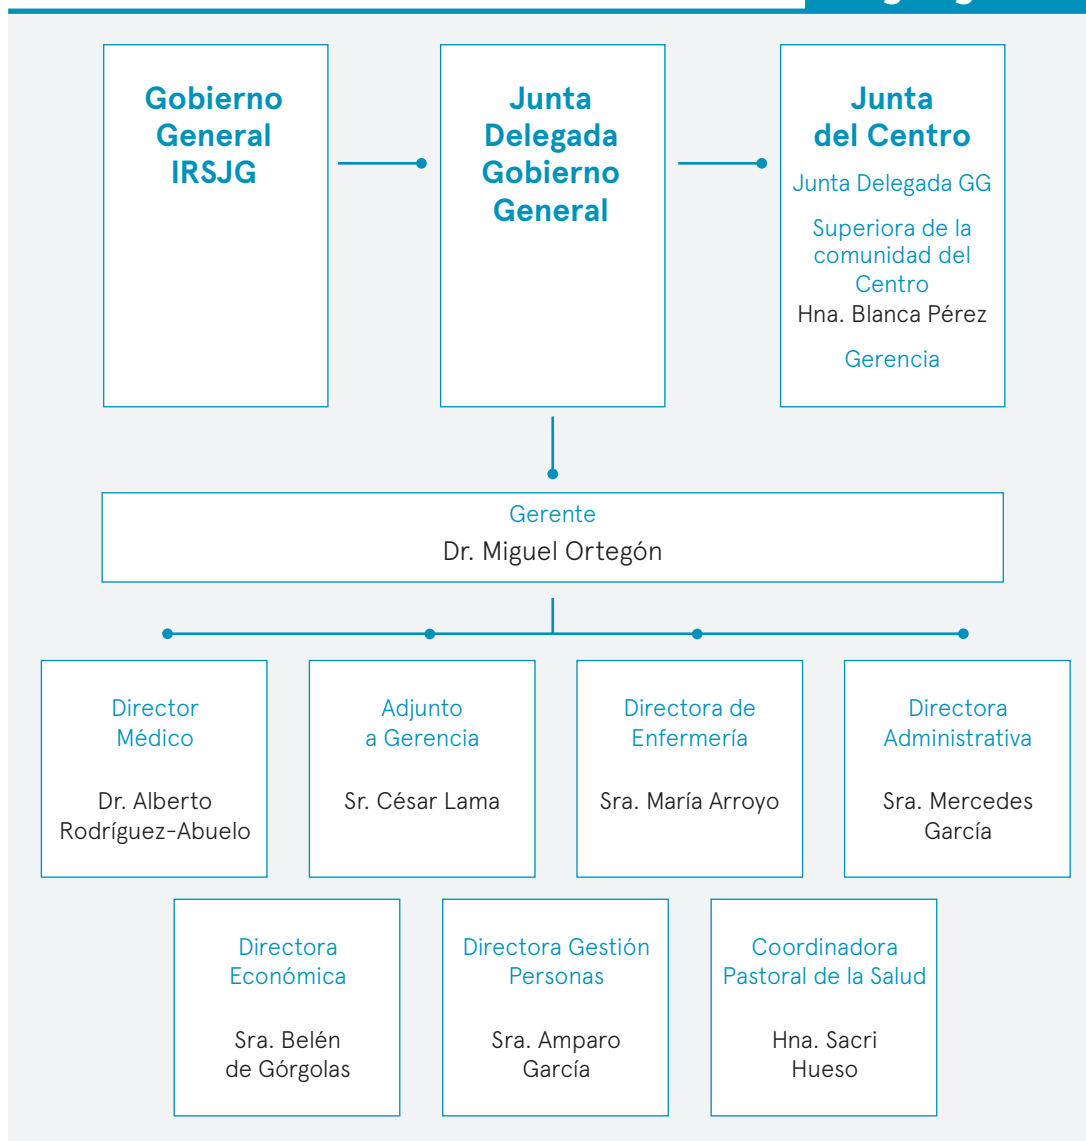 Gobierno
General
IRSJG
Junta
Delegada
Gobierno
General
Junta
del Centro
Junta Delegada GG
Superiora de la
comunidad del
Centro
Hna. Blanca Pérez
Gerencia
Gerente
Dr. Miguel Ortegón
Director
Médico
Dr. Alberto
Rodríguez-Abuelo
Adjunto
a Gerencia
Sr. César Lama
Directora de
Enfermería
Sra. María Arroyo
Directora
Administrativa
Sra. Mercedes
García
Directora
Económica
Sra. Belén
de Górgolas
Directora Gestión
Personas
Sra. Amparo
García
Coordinadora
Pastoral de la Salud
Hna. Sacri
Hueso